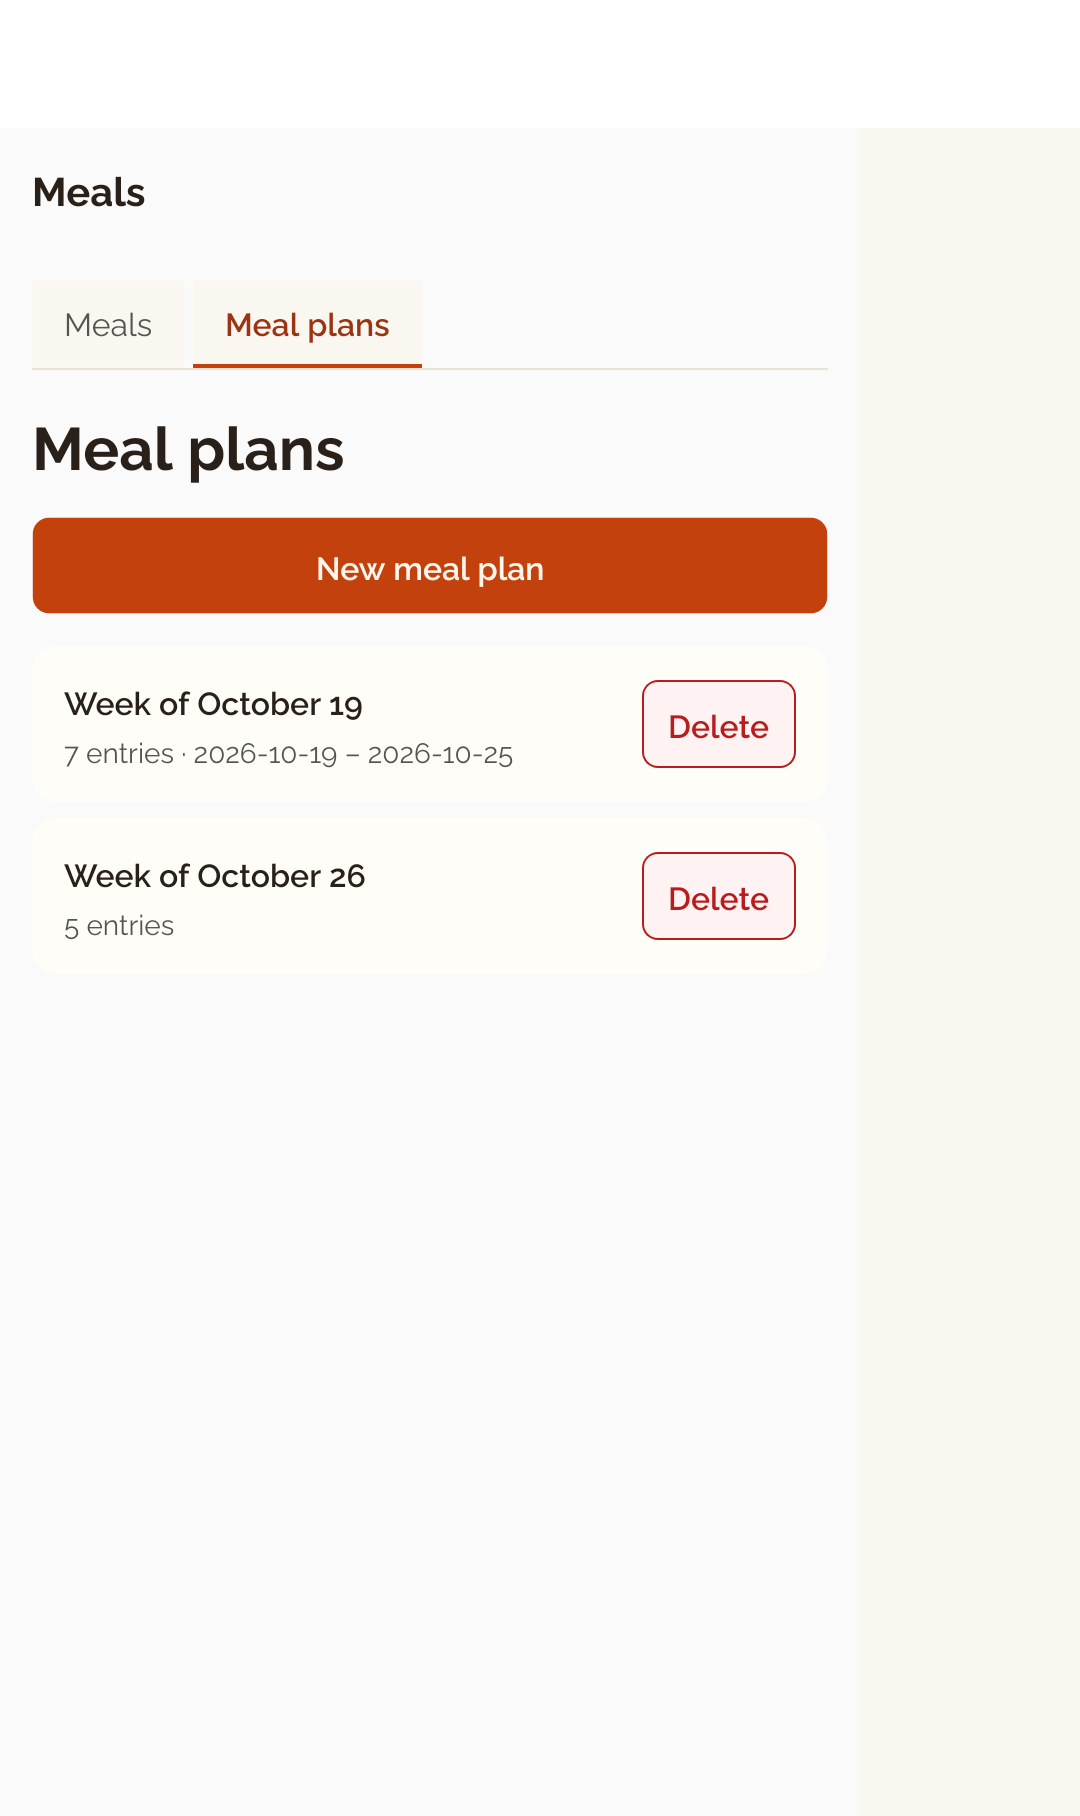 Meals
Meals
Meal plans
Meal plans
New meal plan
Week of October 19
7 entries · 2026-10-19 – 2026-10-25
Delete
Week of October 26
5 entries
Delete